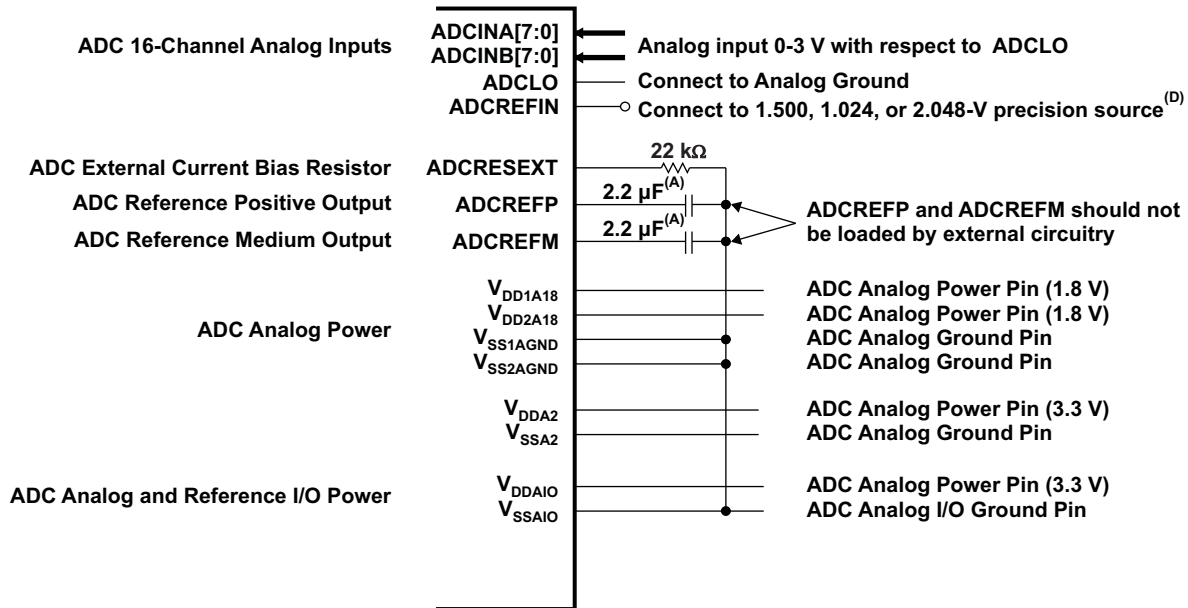 ADC 16-Channel Analog Inputs
ADCINA[7:0]
ADCINB[7:0]
Analog input 0-3 V with respect to ADCLO
ADCLO
Connect to Analog Ground
ADCREFIN
Connect to 1.500, 1.024, or 2.048-V precision source(D)
22 kΩ
ADC External Current Bias Resistor
ADCRESEXT
ADC Reference Positive Output
ADCREFP
2.2 μF(A)
ADC Reference Medium Output
ADCREFM
2.2 μF(A)
ADCREFP and ADCREFM should not
be loaded by external circuitry
ADC Analog Power
VDD1A18
ADC Analog Power Pin (1.8 V)
VDD2A18
ADC Analog Power Pin (1.8 V)
VSS1AGND
ADC Analog Ground Pin
VSS2AGND
ADC Analog Ground Pin
VDDA2
ADC Analog Power Pin (3.3 V)
VSSA2
ADC Analog Ground Pin
ADC Analog and Reference I/O Power
VDDAIO
ADC Analog Power Pin (3.3 V)
VSSAIO
ADC Analog I/O Ground Pin